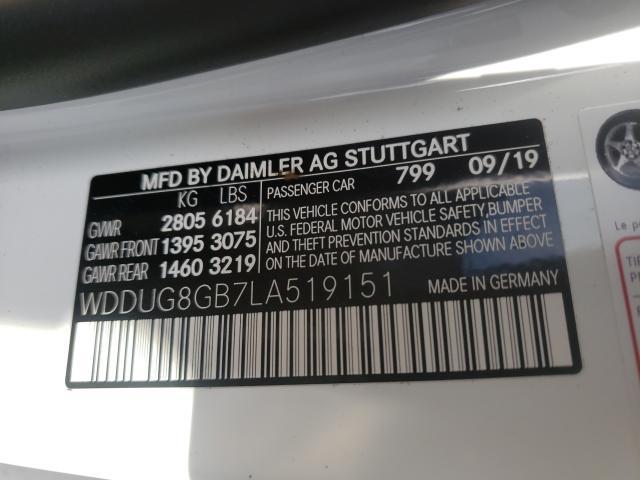 MFD BY DAIMLER AG STUTTGART
KG LBS PASSENGER CAR 799 09/19
GVWR 2805 6184
GAWR FRONT 1395 3075
GAWR REAR 1460 3219
THIS VEHICLE CONFORMS TO ALL APPLICABLE
U.S. FEDERAL MOTOR VEHICLE SAFETY, BUMPER
AND THEFT PREVENTION STANDARDS IN EFFECT
ON THE DATE OF MANUFACTURE SHOWN ABOVE.
WDDUG8GB7LA519151
MADE IN GERMANY
Le p